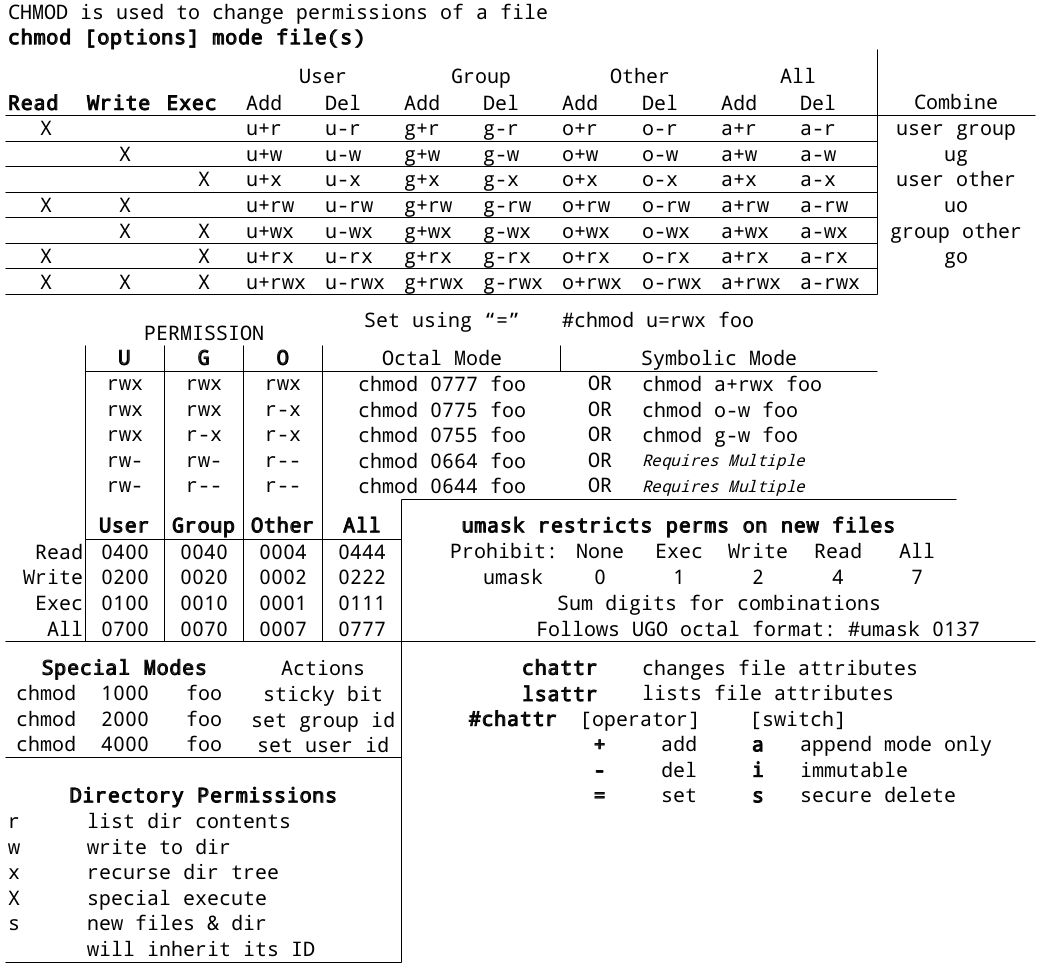 CHMOD is used to change permissions of a file
chmod [options] mode file(s)
User Group Other All
Read Write Exec Add Del Add Del Add Del Add Del Combine
X u+r u-r g+r g-r o+r o-r a+r a-r user group
X u+w u-w g+w g-w o+w o-w a+w a-w ug
X u+x u-x g+x g-x o+x o-x a+x a-x user other
X X u+rw u-rw g+rw g-rw o+rw o-rw a+rw a-rw uo
X X u+wx u-wx g+wx g-wx o+wx o-wx a+wx a-wx group other
X X u+rx u-rx g+rx g-rx o+rx o-rx a+rx a-rx go
X X X u+rwx u-rwx g+rwx g-rwx o+rwx o-rwx a+rwx a-rwx
Set using “=” #chmod u=rwx foo
PERMISSION
U G O Octal Mode Symbolic Mode
rwx rwx rwx chmod 0777 foo OR chmod a+rwx foo
rwx rwx r-x chmod 0775 foo OR chmod o-w foo
rwx r-x r-x chmod 0755 foo OR chmod g-w foo
rw- rw- r-- chmod 0664 foo OR Requires Multiple
rw- r-- r-- chmod 0644 foo OR Requires Multiple
User Group Other All
Read 0400 0040 0004 0444
Write 0200 0020 0002 0222
Exec 0100 0010 0001 0111
All 0700 0070 0007 0777
umask restricts perms on new files
Prohibit: None Exec Write Read All
umask 0 1 2 4 7
Sum digits for combinations
Follows UGO octal format: #umask 0137
Special Modes Actions
chmod 1000 foo sticky bit
chmod 2000 foo set group id
chmod 4000 foo set user id
chattr changes file attributes
lsattr lists file attributes
#chattr [operator] [switch]
+ add a append mode only
- del i immutable
= set s secure delete
Directory Permissions
r list dir contents
w write to dir
x recurse dir tree
X special execute
s new files & dir
will inherit its ID